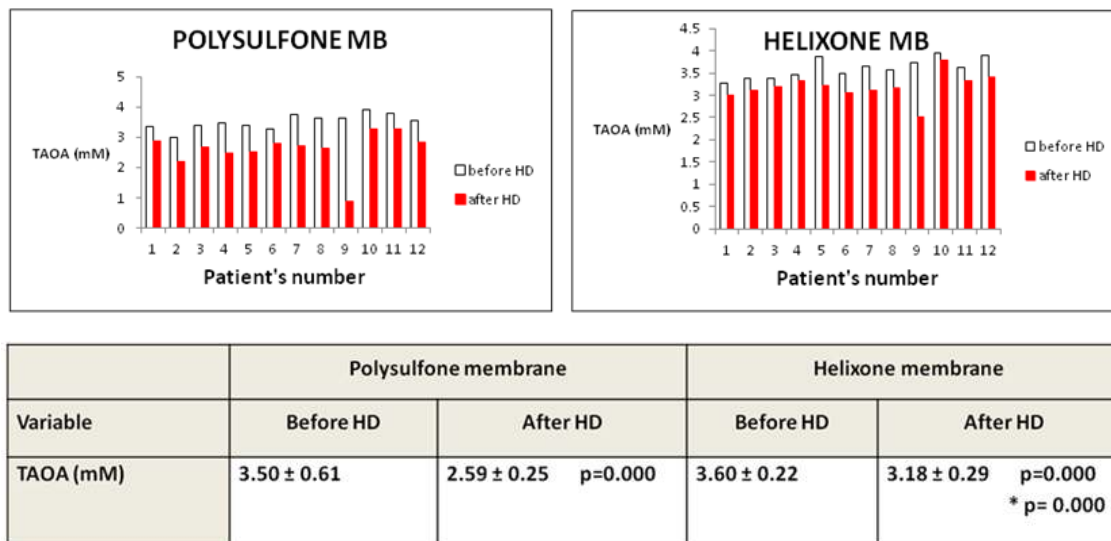 POLYSULFONE MB
5
4
3
2
1
0
TAOA (mM)
before HD
after HD
1 2 3 4 5 6 7 8 9 10 11 12
Patient's number
HELIXONE MB
4.5
4
3.5
3
2.5
2
1.5
1
0.5
0
TAOA (mM)
before HD
after HD
1 2 3 4 5 6 7 8 9 10 11 12
Patient's number
Polysulfone membrane Helixone membrane
Variable Before HD After HD Before HD After HD
TAOA (mM) 3.50 ± 0.61 2.59 ± 0.25 p=0.000 3.60 ± 0.22 3.18 ± 0.29 p=0.000
* p= 0.000